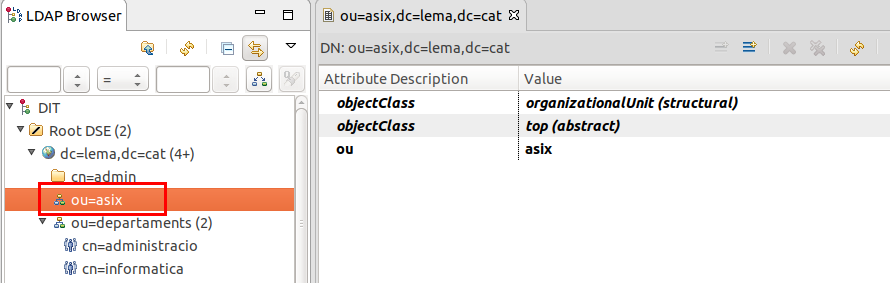 LDAP Browser
=
DIT
Root DSE (2)
dc=lema,dc=cat (4+)
cn=admin
ou=asix
ou=departaments (2)
cn=administracio
cn=informatica
ou=asix,dc=lema,dc=cat
DN: ou=asix,dc=lema,dc=cat
Attribute Description Value
objectClass organizationalUnit (structural)
objectClass top (abstract)
ou asix